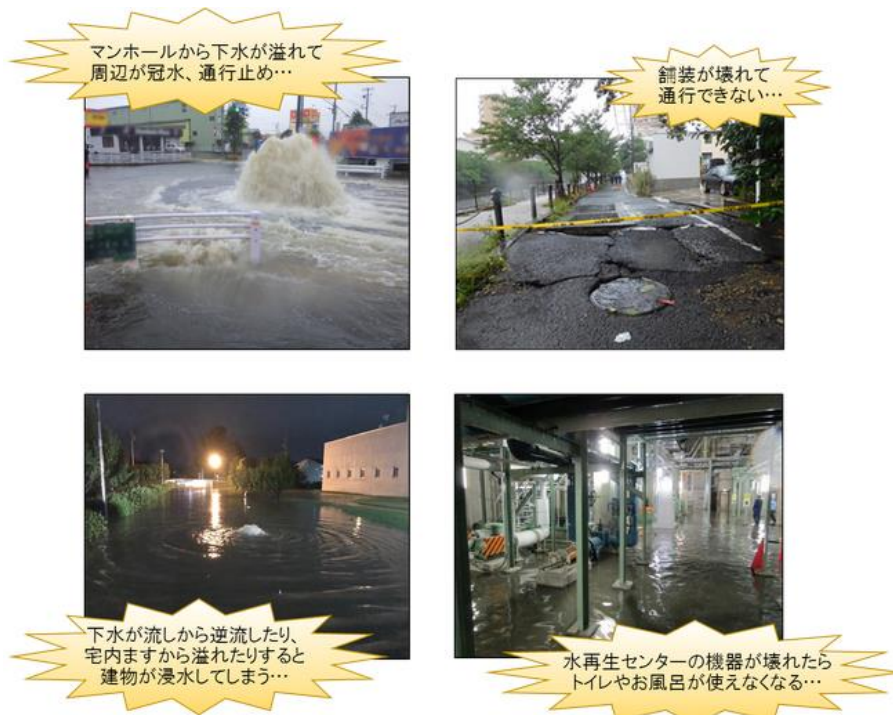 マンホールから下水が溢れて
周辺が冠水、通行止め…
舗装が壊れて
通行できない…
下水が流しから逆流したり、
宅内ますから溢れたりすると
建物が浸水してしまう…
水再生センターの機器が壊れたら
トイレやお風呂が使えなくなる…